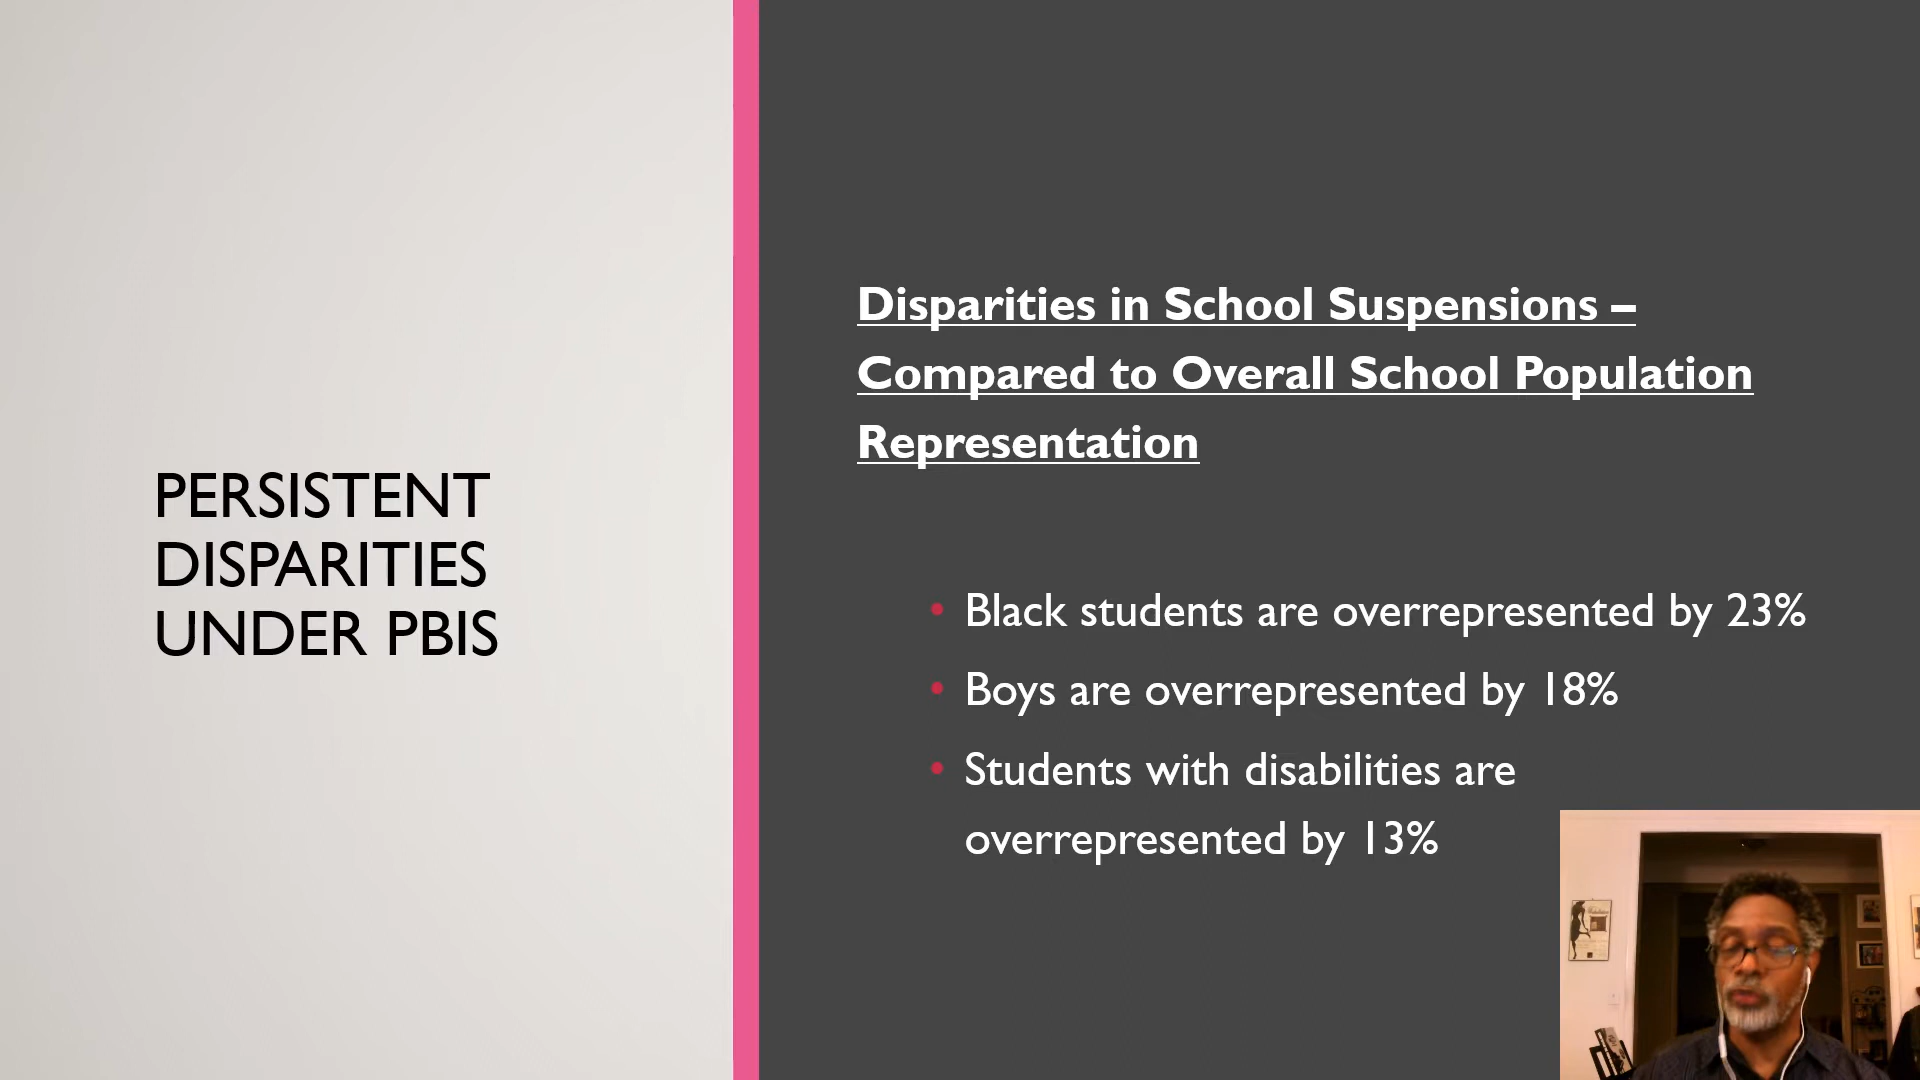 PERSISTENT
DISPARITIES
UNDER PBIS
Disparities in School Suspensions –
Compared to Overall School Population
Representation
• Black students are overrepresented by 23%
• Boys are overrepresented by 18%
• Students with disabilities are
overrepresented by 13%